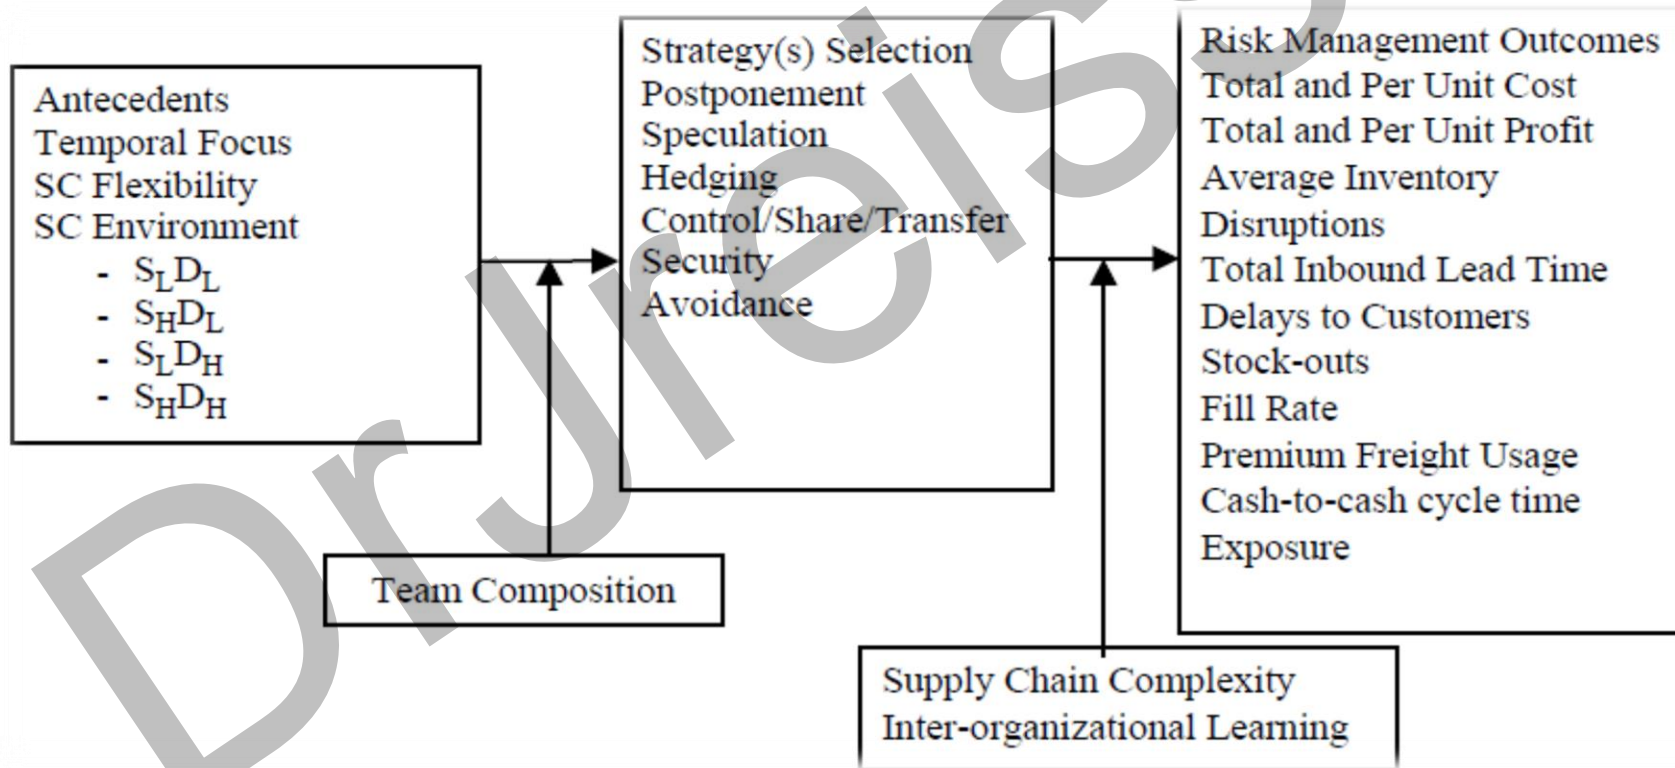 Antecedents
Temporal Focus
SC Flexibility
SC Environment
- SLDL
- SHDL
- SLDH
- SHDH
Strategy(s) Selection
Postponement
Speculation
Hedging
Control/Share/Transfer
Security
Avoidance
Risk Management Outcomes
Total and Per Unit Cost
Total and Per Unit Profit
Average Inventory
Disruptions
Total Inbound Lead Time
Delays to Customers
Stock-outs
Fill Rate
Premium Freight Usage
Cash-to-cash cycle time
Exposure
Team Composition
Supply Chain Complexity
Inter-organizational Learning
DrJreis